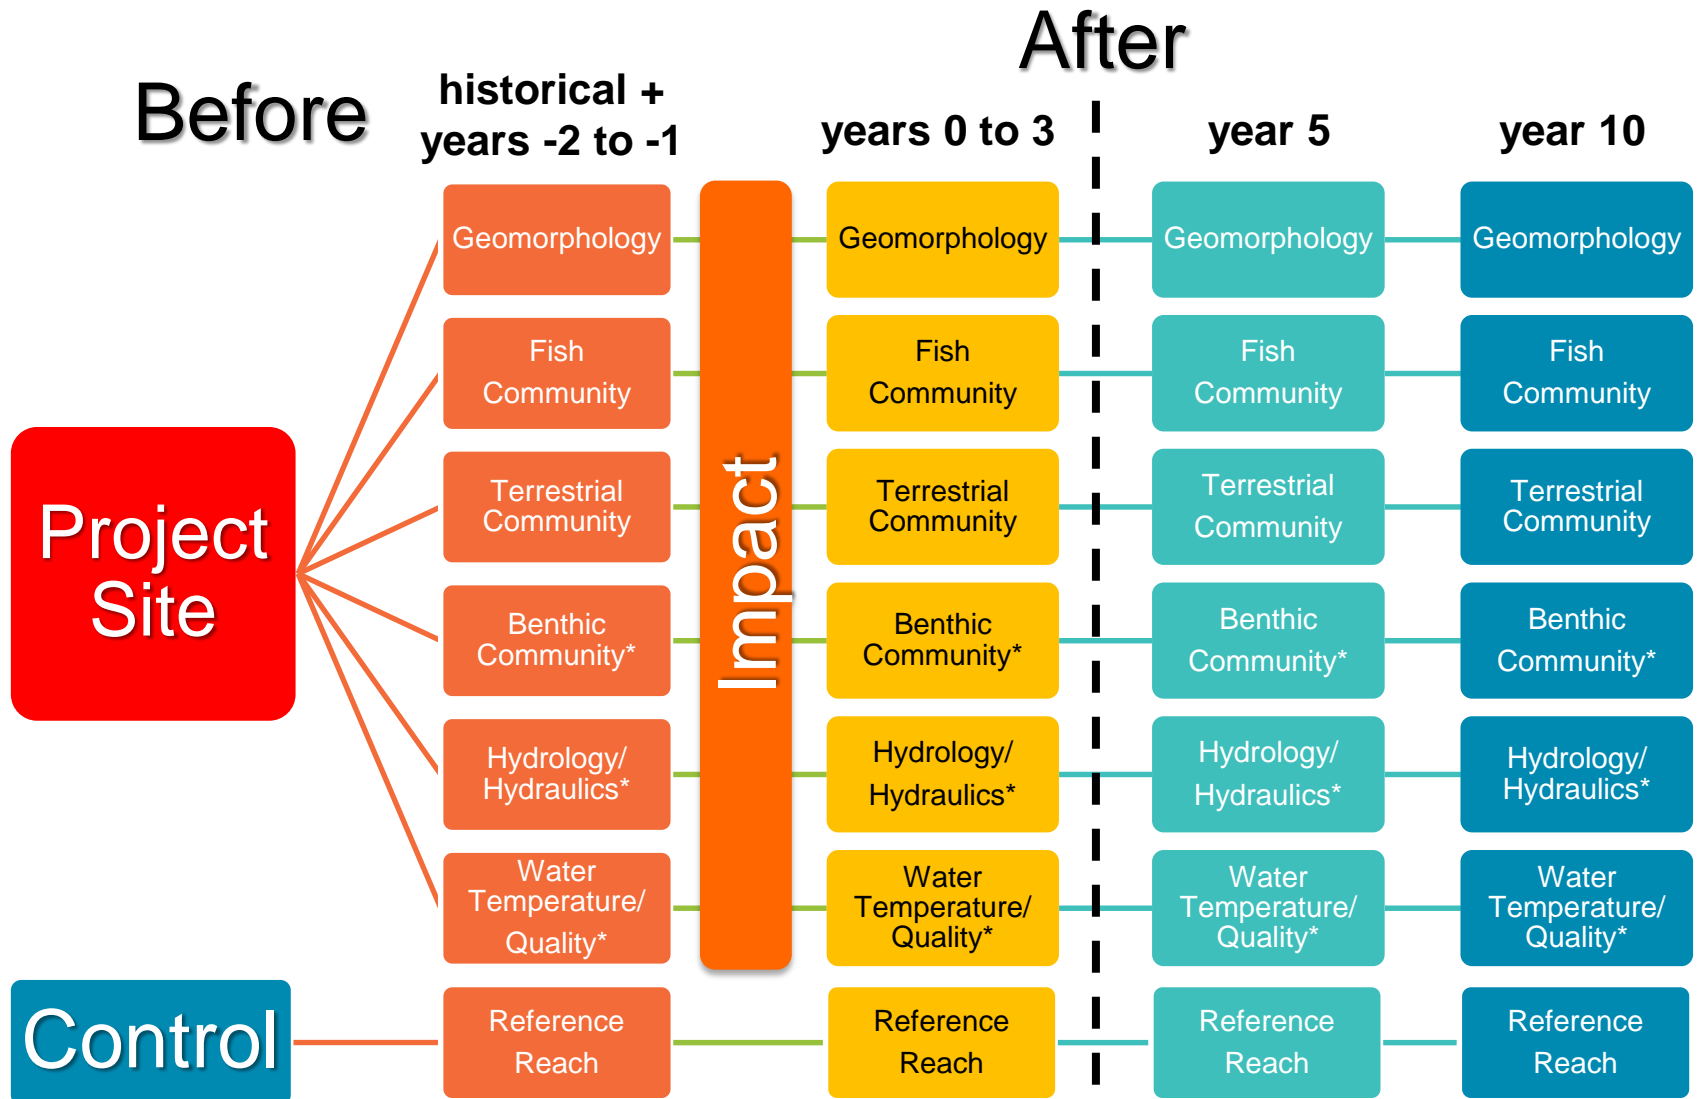 After
Before
historical +
years -2 to -1
years 0 to 3
year 5
year 10
Project
Site
Impact
Geomorphology
Geomorphology
Geomorphology
Geomorphology
Fish
Community
Fish
Community
Fish
Community
Fish
Community
Terrestrial
Community
Terrestrial
Community
Terrestrial
Community
Terrestrial
Community
Benthic
Community*
Benthic
Community*
Benthic
Community*
Benthic
Community*
Hydrology/
Hydraulics*
Hydrology/
Hydraulics*
Hydrology/
Hydraulics*
Hydrology/
Hydraulics*
Water
Temperature/
Quality*
Water
Temperature/
Quality*
Water
Temperature/
Quality*
Water
Temperature/
Quality*
Control
Reference
Reach
Reference
Reach
Reference
Reach
Reference
Reach